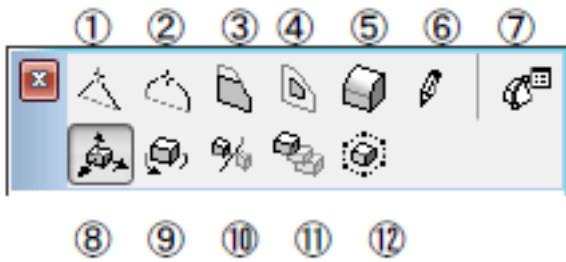 ① ② ③ ④ ⑤ ⑥ ⑦
⑧ ⑨ ⑩ ⑪ ⑫